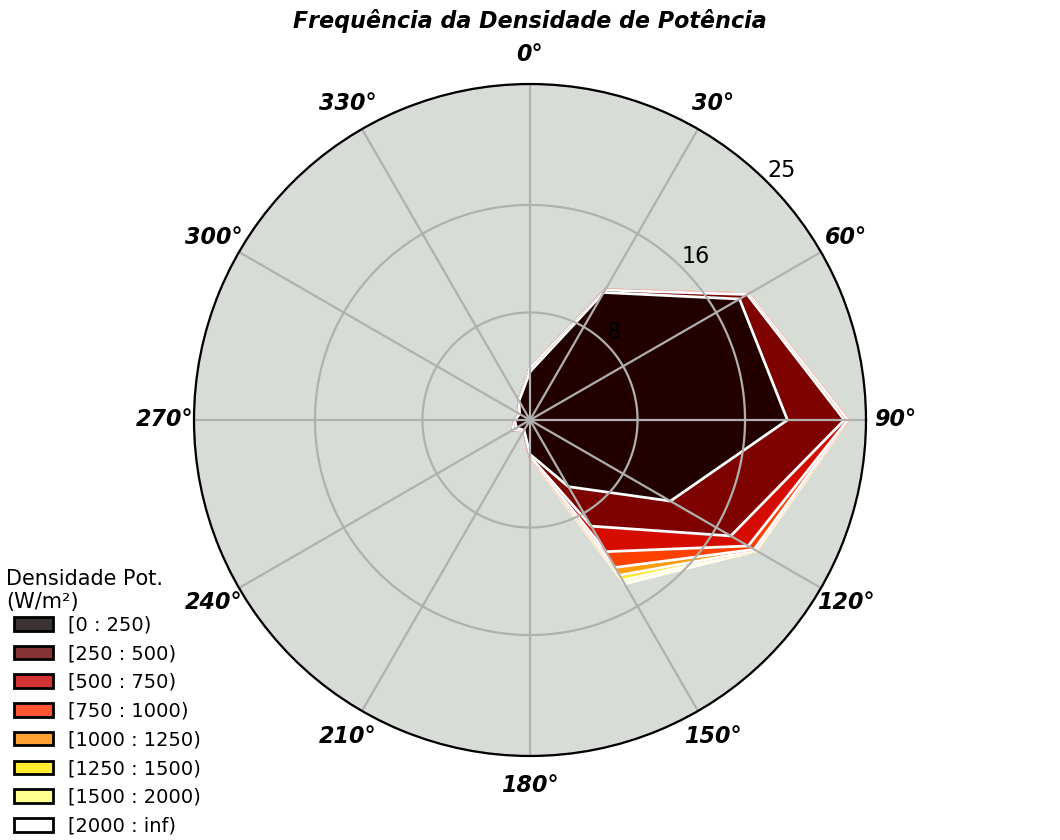 Frequência da Densidade de Potência
0°
330°
30°
25
300°
60°
16
8
270°
90°
240°
120°
210°
150°
180°
Densidade Pot.
(W/m²)
[0 : 250)
[250 : 500)
[500 : 750)
[750 : 1000)
[1000 : 1250)
[1250 : 1500)
[1500 : 2000)
[2000 : inf)